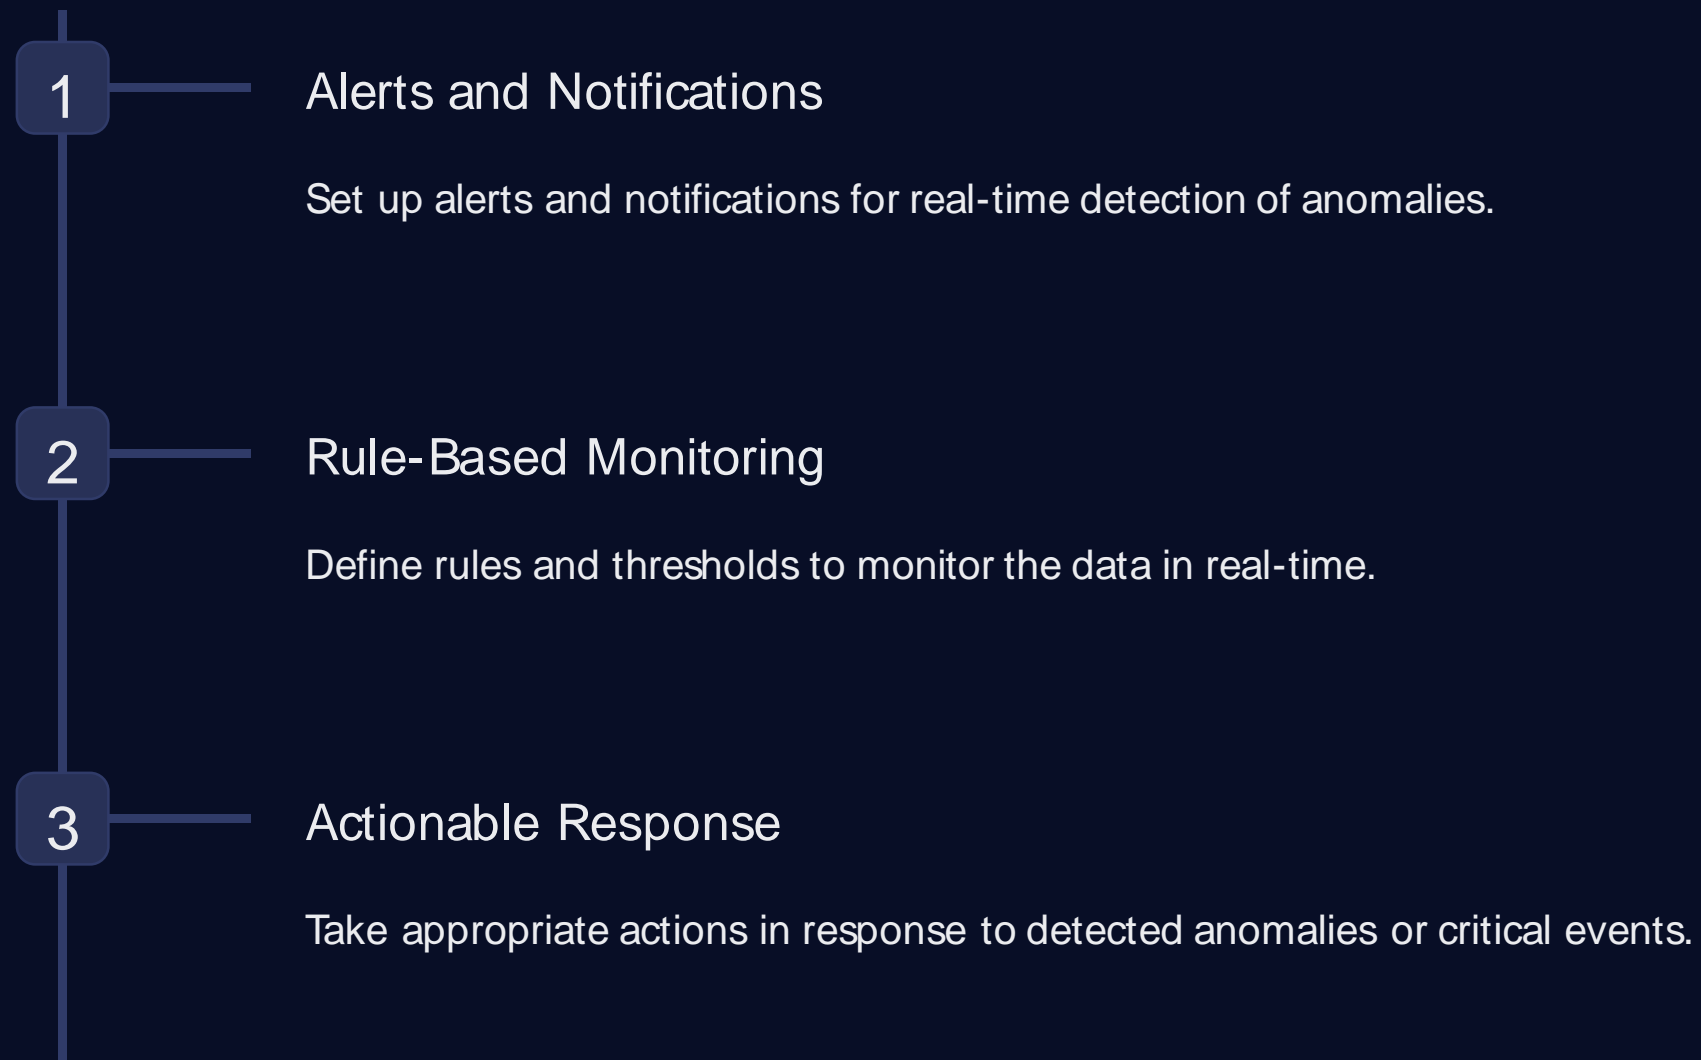 1
Alerts and Notifications
Set up alerts and notifications for real-time detection of anomalies.
2
Rule-Based Monitoring
Define rules and thresholds to monitor the data in real-time.
3
Actionable Response
Take appropriate actions in response to detected anomalies or critical events.